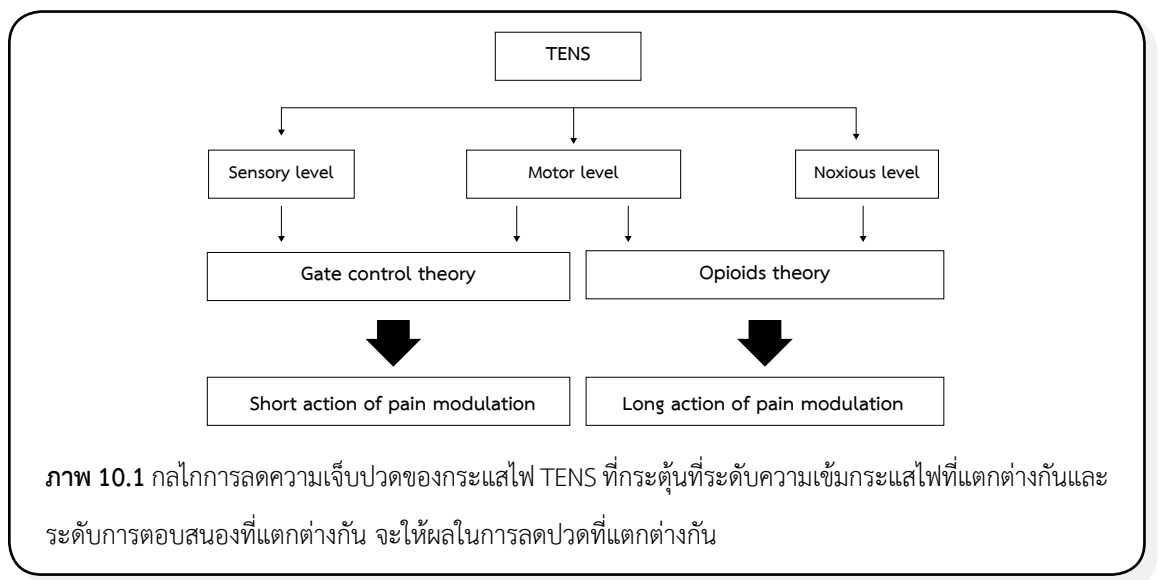 TENS
Sensory level
Motor level
Noxious level
Gate control theory
Opioids theory
Short action of pain modulation
Long action of pain modulation
ภาพ 10.1 กลไกการลดความเจ็บปวดของกระแสไฟ TENS ที่กระตุ้นที่ระดับความเข้มกระแสไฟที่แตกต่างกันและ
ระดับการตอบสนองที่แตกต่างกัน จะให้ผลในการลดปวดที่แตกต่างกัน